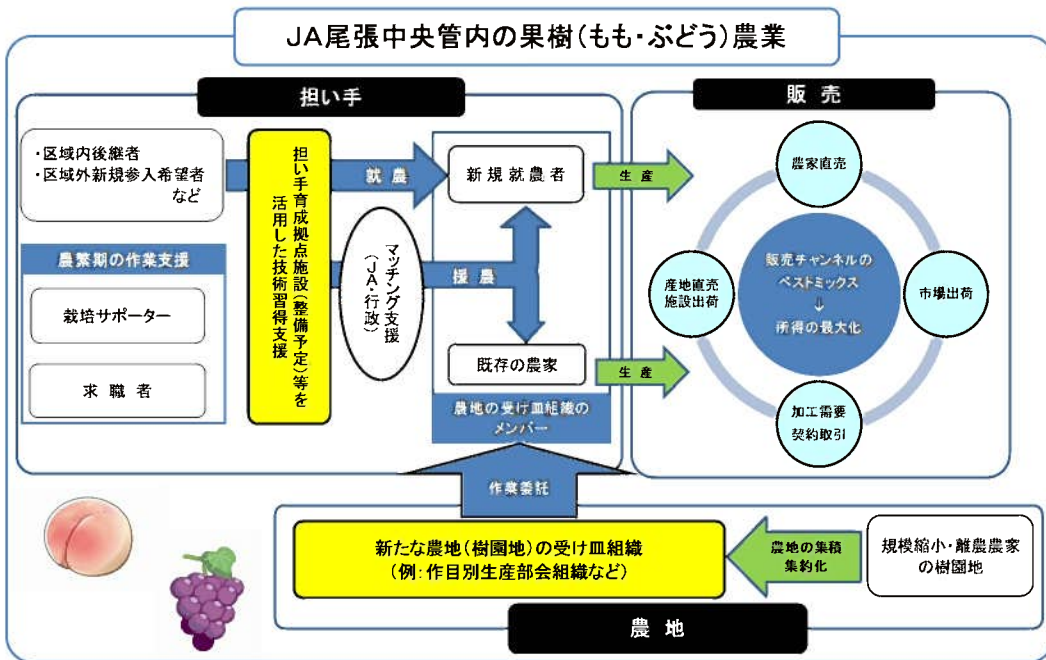 JA尾張中央管内の果樹(もも・ぶどう)農業
担い手
・区域内後継者
・区域外新規参入希望者
など
農繁期の作業支援
栽培サポーター
求職者
担い手育成拠点施設(整備予定)等を
活用した技術習得支援
就農
マッチング支援
(JA・行政)
援農
新規就農者
既存の農家
農地の受け皿組織の
メンバー
生産
生産
販売
農家直売
産地直売
施設出荷
販売チャンネルの
ベストミックス
↓
所得の最大化
市場出荷
加工需要
契約取引
作業委託
新たな農地(樹園地)の受け皿組織
(例:作目別生産部会組織など)
農地の集積
集約化
規模縮小・離農農家
の樹園地
農地